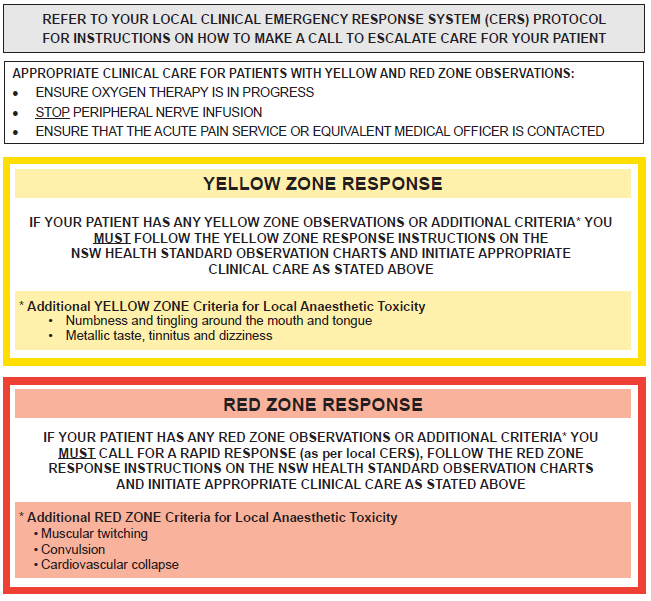 REFER TO YOUR LOCAL CLINICAL EMERGENCY RESPONSE SYSTEM (CERS) PROTOCOL
FOR INSTRUCTIONS ON HOW TO MAKE A CALL TO ESCALATE CARE FOR YOUR PATIENT
APPROPRIATE CLINICAL CARE FOR PATIENTS WITH YELLOW AND RED ZONE OBSERVATIONS:
• ENSURE OXYGEN THERAPY IS IN PROGRESS
• STOP PERIPHERAL NERVE INFUSION
• ENSURE THAT THE ACUTE PAIN SERVICE OR EQUIVALENT MEDICAL OFFICER IS CONTACTED
YELLOW ZONE RESPONSE
IF YOUR PATIENT HAS ANY YELLOW ZONE OBSERVATIONS OR ADDITIONAL CRITERIA* YOU
MUST FOLLOW THE YELLOW ZONE RESPONSE INSTRUCTIONS ON THE
NSW HEALTH STANDARD OBSERVATION CHARTS AND INITIATE APPROPRIATE
CLINICAL CARE AS STATED ABOVE
* Additional YELLOW ZONE Criteria for Local Anaesthetic Toxicity
• Numbness and tingling around the mouth and tongue
• Metallic taste, tinnitus and dizziness
RED ZONE RESPONSE
IF YOUR PATIENT HAS ANY RED ZONE OBSERVATIONS OR ADDITIONAL CRITERIA* YOU
MUST CALL FOR A RAPID RESPONSE (as per local CERS), FOLLOW THE RED ZONE
RESPONSE INSTRUCTIONS ON THE NSW HEALTH STANDARD OBSERVATION CHARTS
AND INITIATE APPROPRIATE CLINICAL CARE AS STATED ABOVE
* Additional RED ZONE Criteria for Local Anaesthetic Toxicity
• Muscular twitching
• Convulsion
• Cardiovascular collapse